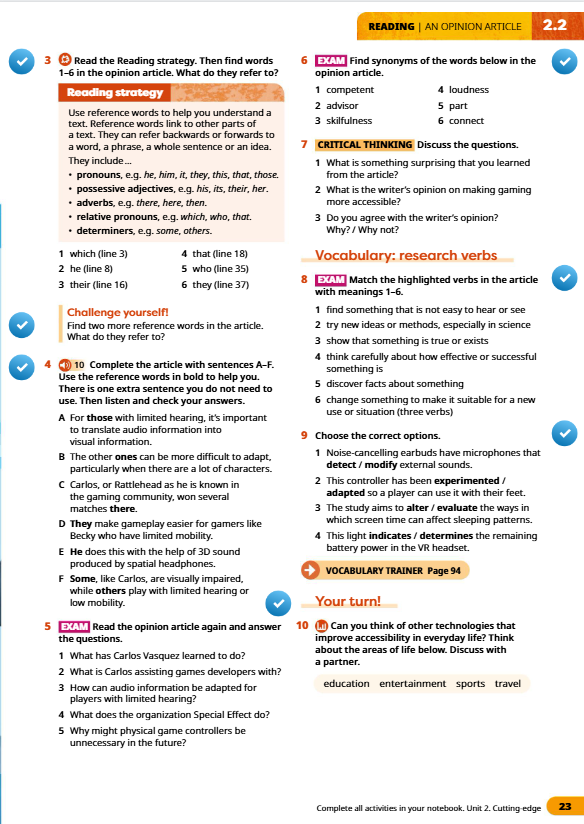 READING | AN OPINION ARTICLE 2.2
3 Read the Reading strategy. Then find words
1–6 in the opinion article. What do they refer to?
Reading strategy
Use reference words to help you understand a
text. Reference words link to other parts of
a text. They can refer backwards or forwards to
a word, a phrase, a whole sentence or an idea.
They include ...
• pronouns, e.g. he, him, it, they, this, that, those.
• possessive adjectives, e.g. his, its, their, her.
• adverbs, e.g. there, here, then.
• relative pronouns, e.g. which, who, that.
• determiners, e.g. some, others.
1 which (line 3)
2 he (line 8)
3 their (line 16)
4 that (line 18)
5 who (line 35)
6 they (line 37)
Challenge yourself!
Find two more reference words in the article.
What do they refer to?
4 10 Complete the article with sentences A–F.
Use the reference words in bold to help you.
There is one extra sentence you do not need to
use. Then listen and check your answers.
A For those with limited hearing, it's important
to translate audio information into
visual information.
B The other ones can be more difficult to adapt,
particularly when there are a lot of characters.
C Carlos, or Rattlehead as he is known in
the gaming community, won several
matches there.
D They make gameplay easier for gamers like
Becky who have limited mobility.
E He does this with the help of 3D sound
produced by spatial headphones.
F Some, like Carlos, are visually impaired,
while others play with limited hearing or
low mobility.
5 EXAM Read the opinion article again and answer
the questions.
1 What has Carlos Vasquez learned to do?
2 What is Carlos assisting games developers with?
3 How can audio information be adapted for
players with limited hearing?
4 What does the organization Special Effect do?
5 Why might physical game controllers be
unnecessary in the future?
6 EXAM Find synonyms of the words below in the
opinion article.
1 competent
2 advisor
3 skilfulness
4 loudness
5 part
6 connect
7 CRITICAL THINKING Discuss the questions.
1 What is something surprising that you learned
from the article?
2 What is the writer's opinion on making gaming
more accessible?
3 Do you agree with the writer's opinion?
Why? / Why not?
Vocabulary: research verbs
8 EXAM Match the highlighted verbs in the article
with meanings 1–6.
1 find something that is not easy to hear or see
2 try new ideas or methods, especially in science
3 show that something is true or exists
4 think carefully about how effective or successful
something is
5 discover facts about something
6 change something to make it suitable for a new
use or situation (three verbs)
9 Choose the correct options.
1 Noise-cancelling earbuds have microphones that
detect / modify external sounds.
2 This controller has been experimented /
adapted so a player can use it with their feet.
3 The study aims to alter / evaluate the ways in
which screen time can affect sleeping patterns.
4 This light indicates / determines the remaining
battery power in the VR headset.
VOCABULARY TRAINER Page 94
Your turn!
10 Can you think of other technologies that
improve accessibility in everyday life? Think
about the areas of life below. Discuss with
a partner.
education entertainment sports travel
Complete all activities in your notebook. Unit 2. Cutting-edge 23